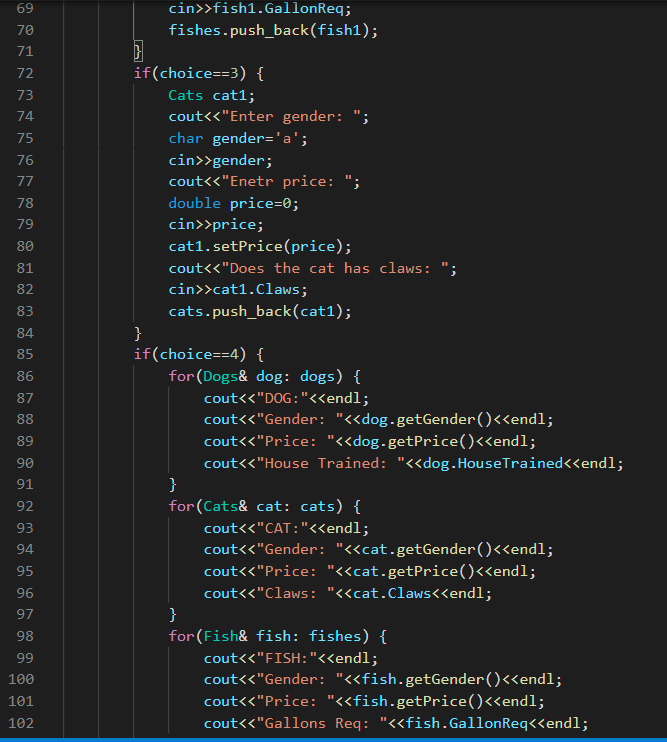 69 cin>>fish1.GallonReq;
70 fishes.push_back(fish1);
71 }
72 if(choice==3) {
73 Cats cat1;
74 cout<<"Enter gender: ";
75 char gender='a';
76 cin>>gender;
77 cout<<"Enetr price: ";
78 double price=0;
79 cin>>price;
80 cat1.setPrice(price);
81 cout<<"Does the cat has claws: ";
82 cin>>cat1.Claws;
83 cats.push_back(cat1);
84 }
85 if(choice==4) {
86 for(Dogs& dog: dogs) {
87 cout<<"DOG:"<<endl;
88 cout<<"Gender: "<<dog.getGender()<<endl;
89 cout<<"Price: "<<dog.getPrice()<<endl;
90 cout<<"House Trained: "<<dog.HouseTrained<<endl;
91 }
92 for(Cats& cat: cats) {
93 cout<<"CAT:"<<endl;
94 cout<<"Gender: "<<cat.getGender()<<endl;
95 cout<<"Price: "<<cat.getPrice()<<endl;
96 cout<<"Claws: "<<cat.Claws<<endl;
97 }
98 for(Fish& fish: fishes) {
99 cout<<"FISH:"<<endl;
100 cout<<"Gender: "<<fish.getGender()<<endl;
101 cout<<"Price: "<<fish.getPrice()<<endl;
102 cout<<"Gallons Req: "<<fish.GallonReq<<endl;